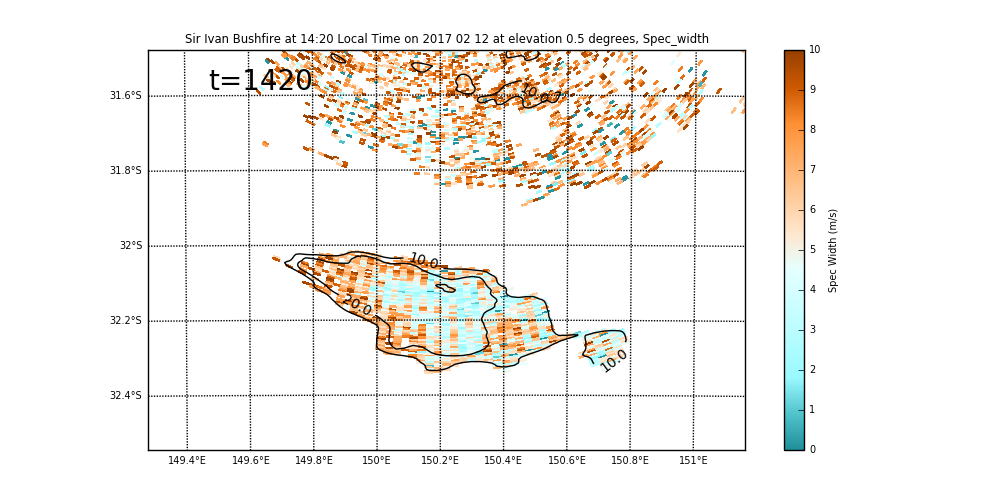 Sir Ivan Bushfire at 14:20 Local Time on 2017 02 12 at elevation 0.5 degrees, Spec_width
t=1420
31.6°S
31.8°S
32°S
32.2°S
32.4°S
10.0
20.0
10.0
149.4°E 149.6°E 149.8°E 150°E 150.2°E 150.4°E 150.6°E 150.8°E 151°E
10
9
8
7
6
5
4
3
2
1
0
Spec Width (m/s)